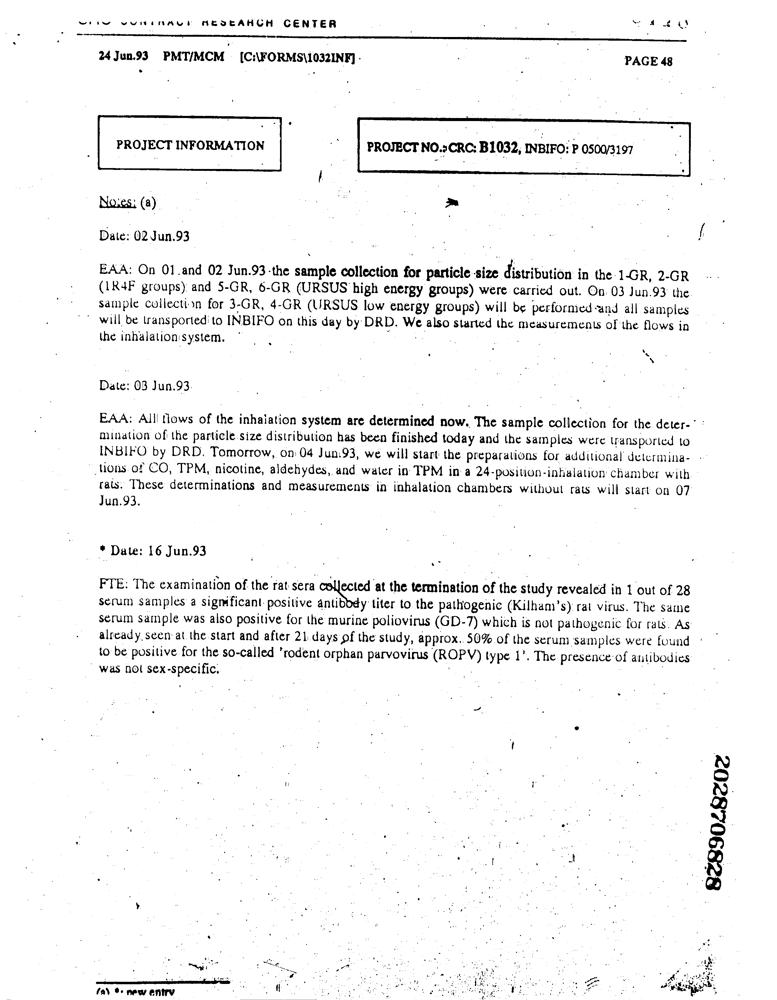 CONTRACT RESEARCH CENTER
24 Jun.93 PMT/MCM [C:\FORMS\1032INF]
PAGE 48
PROJECT INFORMATION
PROJECT NO.: CRC: B1032, INBIFO: P 0500/3197
Notes: (a)
Date: 02 Jun.93
EAA: On 01 and 02 Jun.93 the sample collection for particle size distribution in the 1-GR, 2-GR
(1R4F groups) and 5-GR, 6-GR (URSUS high energy groups) were carried out. On 03 Jun.93 the
sample collection for 3-GR, 4-GR (URSUS low energy groups) will be performed and all samples
will be transported to INBIFO on this day by DRD. We also started the measurements of the flows in
the inhalation system.
Date: 03 Jun.93
EAA: All flows of the inhalation system are determined now. The sample collection for the deter-
mination of the particle size distribution has been finished today and the samples were transported to
INBIFO by DRD. Tomorrow, on 04 Jun.93, we will start the preparations for additional determina-
tions of CO, TPM, nicotine, aldehydes, and water in TPM in a 24-position-inhalation chamber with
rats. These determinations and measurements in inhalation chambers without rats will start on 07
Jun.93.
* Date: 16 Jun.93
FTE: The examination of the rat sera collected at the termination of the study revealed in 1 out of 28
serum samples a significant positive antibody titer to the pathogenic (Kilham's) rat virus. The same
serum sample was also positive for the murine poliovirus (GD-7) which is not pathogenic for rats. As
already seen at the start and after 21 days of the study, approx. 50% of the serum samples were found
to be positive for the so-called 'rodent orphan parvovirus (ROPV) type 1'. The presence of antibodies
was not sex-specific.
2028706828
(a) *: new entry